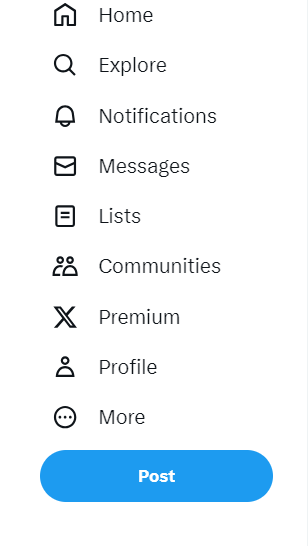 Home
Explore
Notifications
Messages
Lists
Communities
Premium
Profile
More
Post